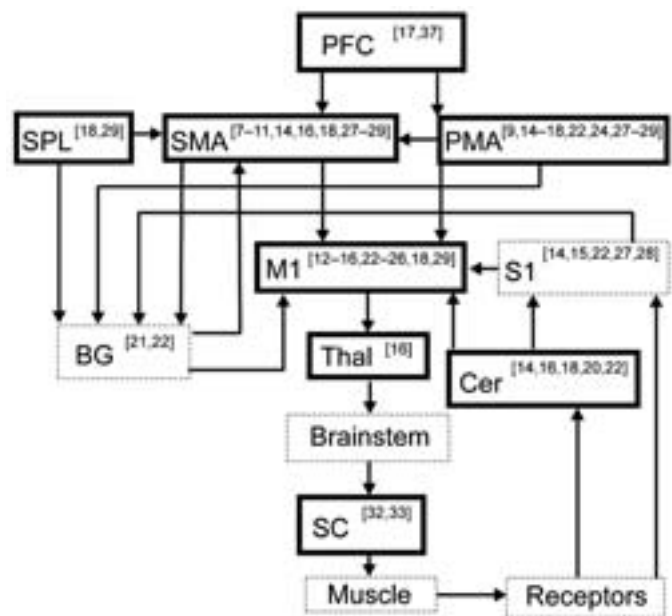 PFC [17,37]
SPL [18,29]
SMA [7–11,14,16,18,27–29]
PMA [9,14–18,22,24,27–29]
M1 [12–16,22–26,18,29]
S1 [14,15,22,27,28]
BG [21,22]
Thal [16]
Cer [14,16,18,20,22]
Brainstem
SC [32,33]
Muscle
Receptors